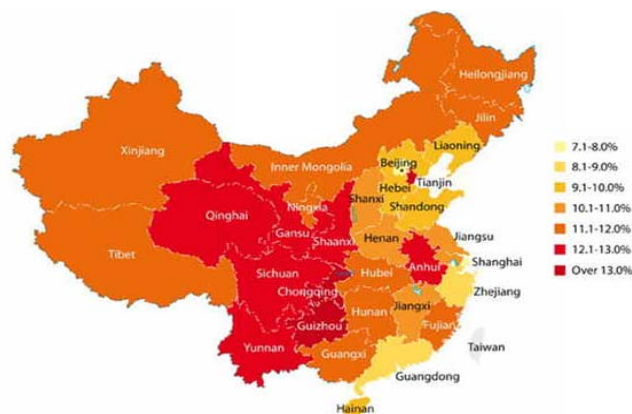 Heilongjiang
Jilin
Liaoning
Xinjiang
Inner Mongolia
Beijing
Tianjin
Hebei
Ningxia
Shanxi
Shandong
Qinghai
Gansu
Shaanxi
Henan
Jiangsu
Tibet
Anhui
Shanghai
Sichuan
Hubei
Chongqing
Zhejiang
Hunan
Jiangxi
Guizhou
Fujian
Yunnan
Guangxi
Taiwan
Guangdong
Hainan
7.1-8.0%
8.1-9.0%
9.1-10.0%
10.1-11.0%
11.1-12.0%
12.1-13.0%
Over 13.0%